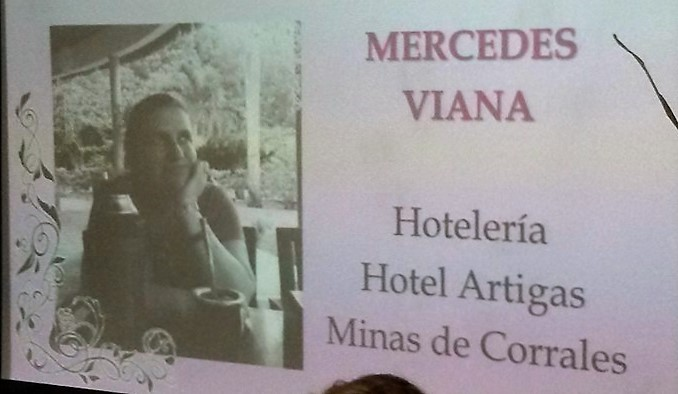 MERCEDES
VIANA
Hotelería
Hotel Artigas
Minas de Corrales